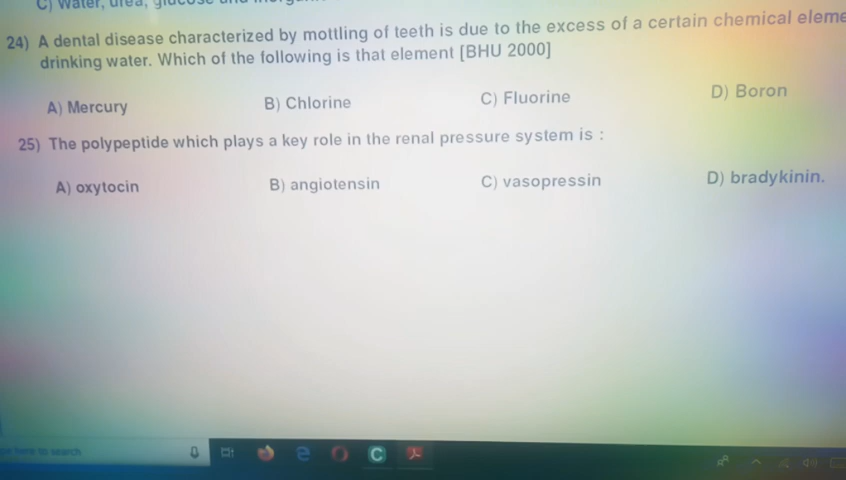 C) Water, urea, glucose and
24) A dental disease characterized by mottling of teeth is due to the excess of a certain chemical eleme
drinking water. Which of the following is that element [BHU 2000]
A) Mercury B) Chlorine C) Fluorine D) Boron
25) The polypeptide which plays a key role in the renal pressure system is :
A) oxytocin B) angiotensin C) vasopressin D) bradykinin.
here to search